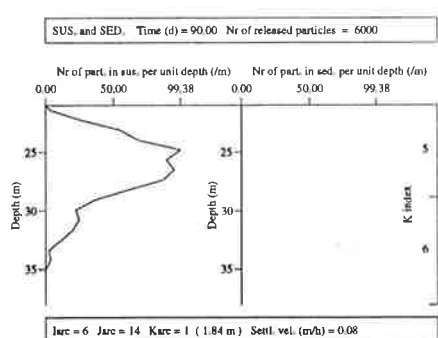 SUS. and SED. Time (d) = 90.00 Nr of released particles = 6000
Nr of part. in sus. per unit depth (/m) Nr of part. in sed. per unit depth (/m)
0.00 50.00 99.38 0.00 50.00 99.38
Depth (m)
25
30
35
Depth (m)
25
30
35
K index
5
6
Iarc = 6 Jarc = 14 Karc = 1 ( 1.84 m ) Settl. vel. (m/h) = 0.08